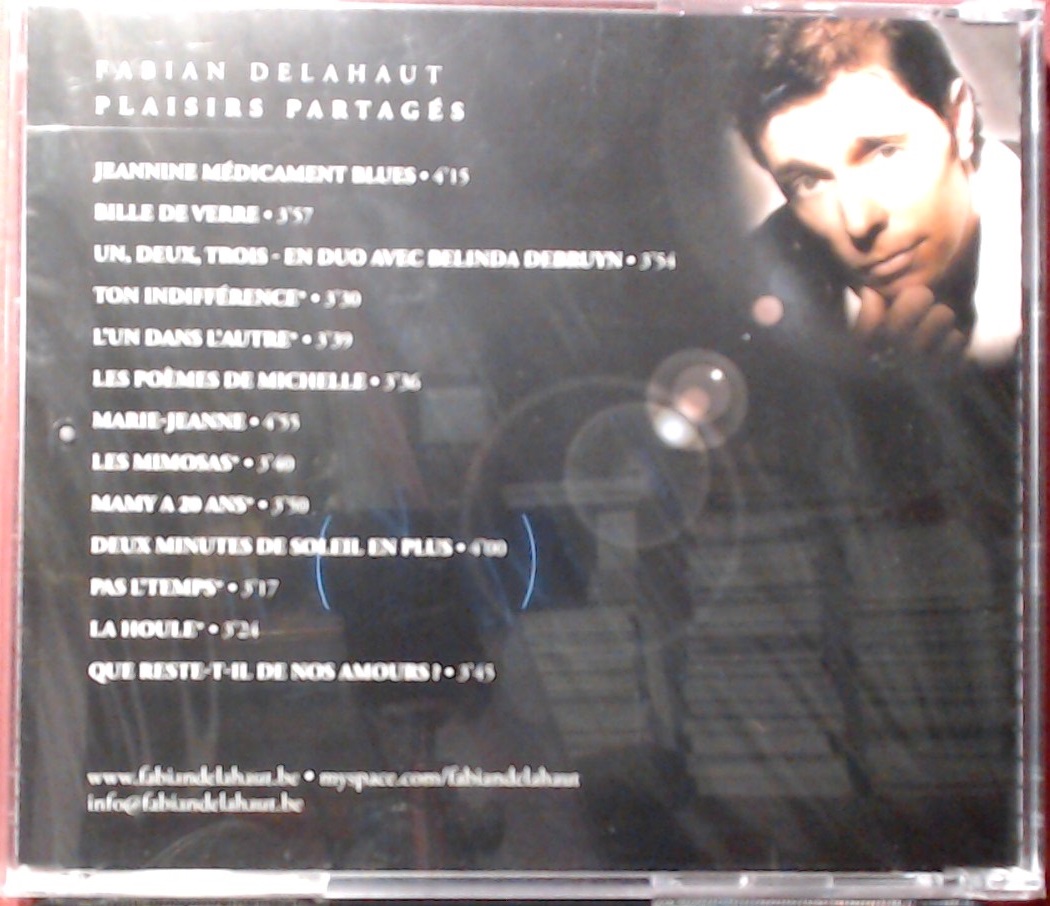 FABIAN DELAHAUT
PLAISIRS PARTAGÉS
JEANNINE MÉDICAMENT BLUES • 4'15
BILLE DE VERRE • 3'57
UN, DEUX, TROIS - EN DUO AVEC BELINDA DEBRUYN • 3'54
TON INDIFFÉRENCE* • 3'30
L'UN DANS L'AUTRE* • 3'39
LES POÈMES DE MICHELLE • 3'36
MARIE-JEANNE • 4'55
LES MIMOSAS* • 3'40
MAMY A 20 ANS* • 3'50
DEUX MINUTES DE SOLEIL EN PLUS • 4'00
PAS L'TEMPS* • 3'17
LA HOULE* • 3'24
QUE RESTE-T-IL DE NOS AMOURS ? • 3'45
www.fabiandelahaut.be • myspace.com/fabiandelahaut
info@fabiandelahaut.be